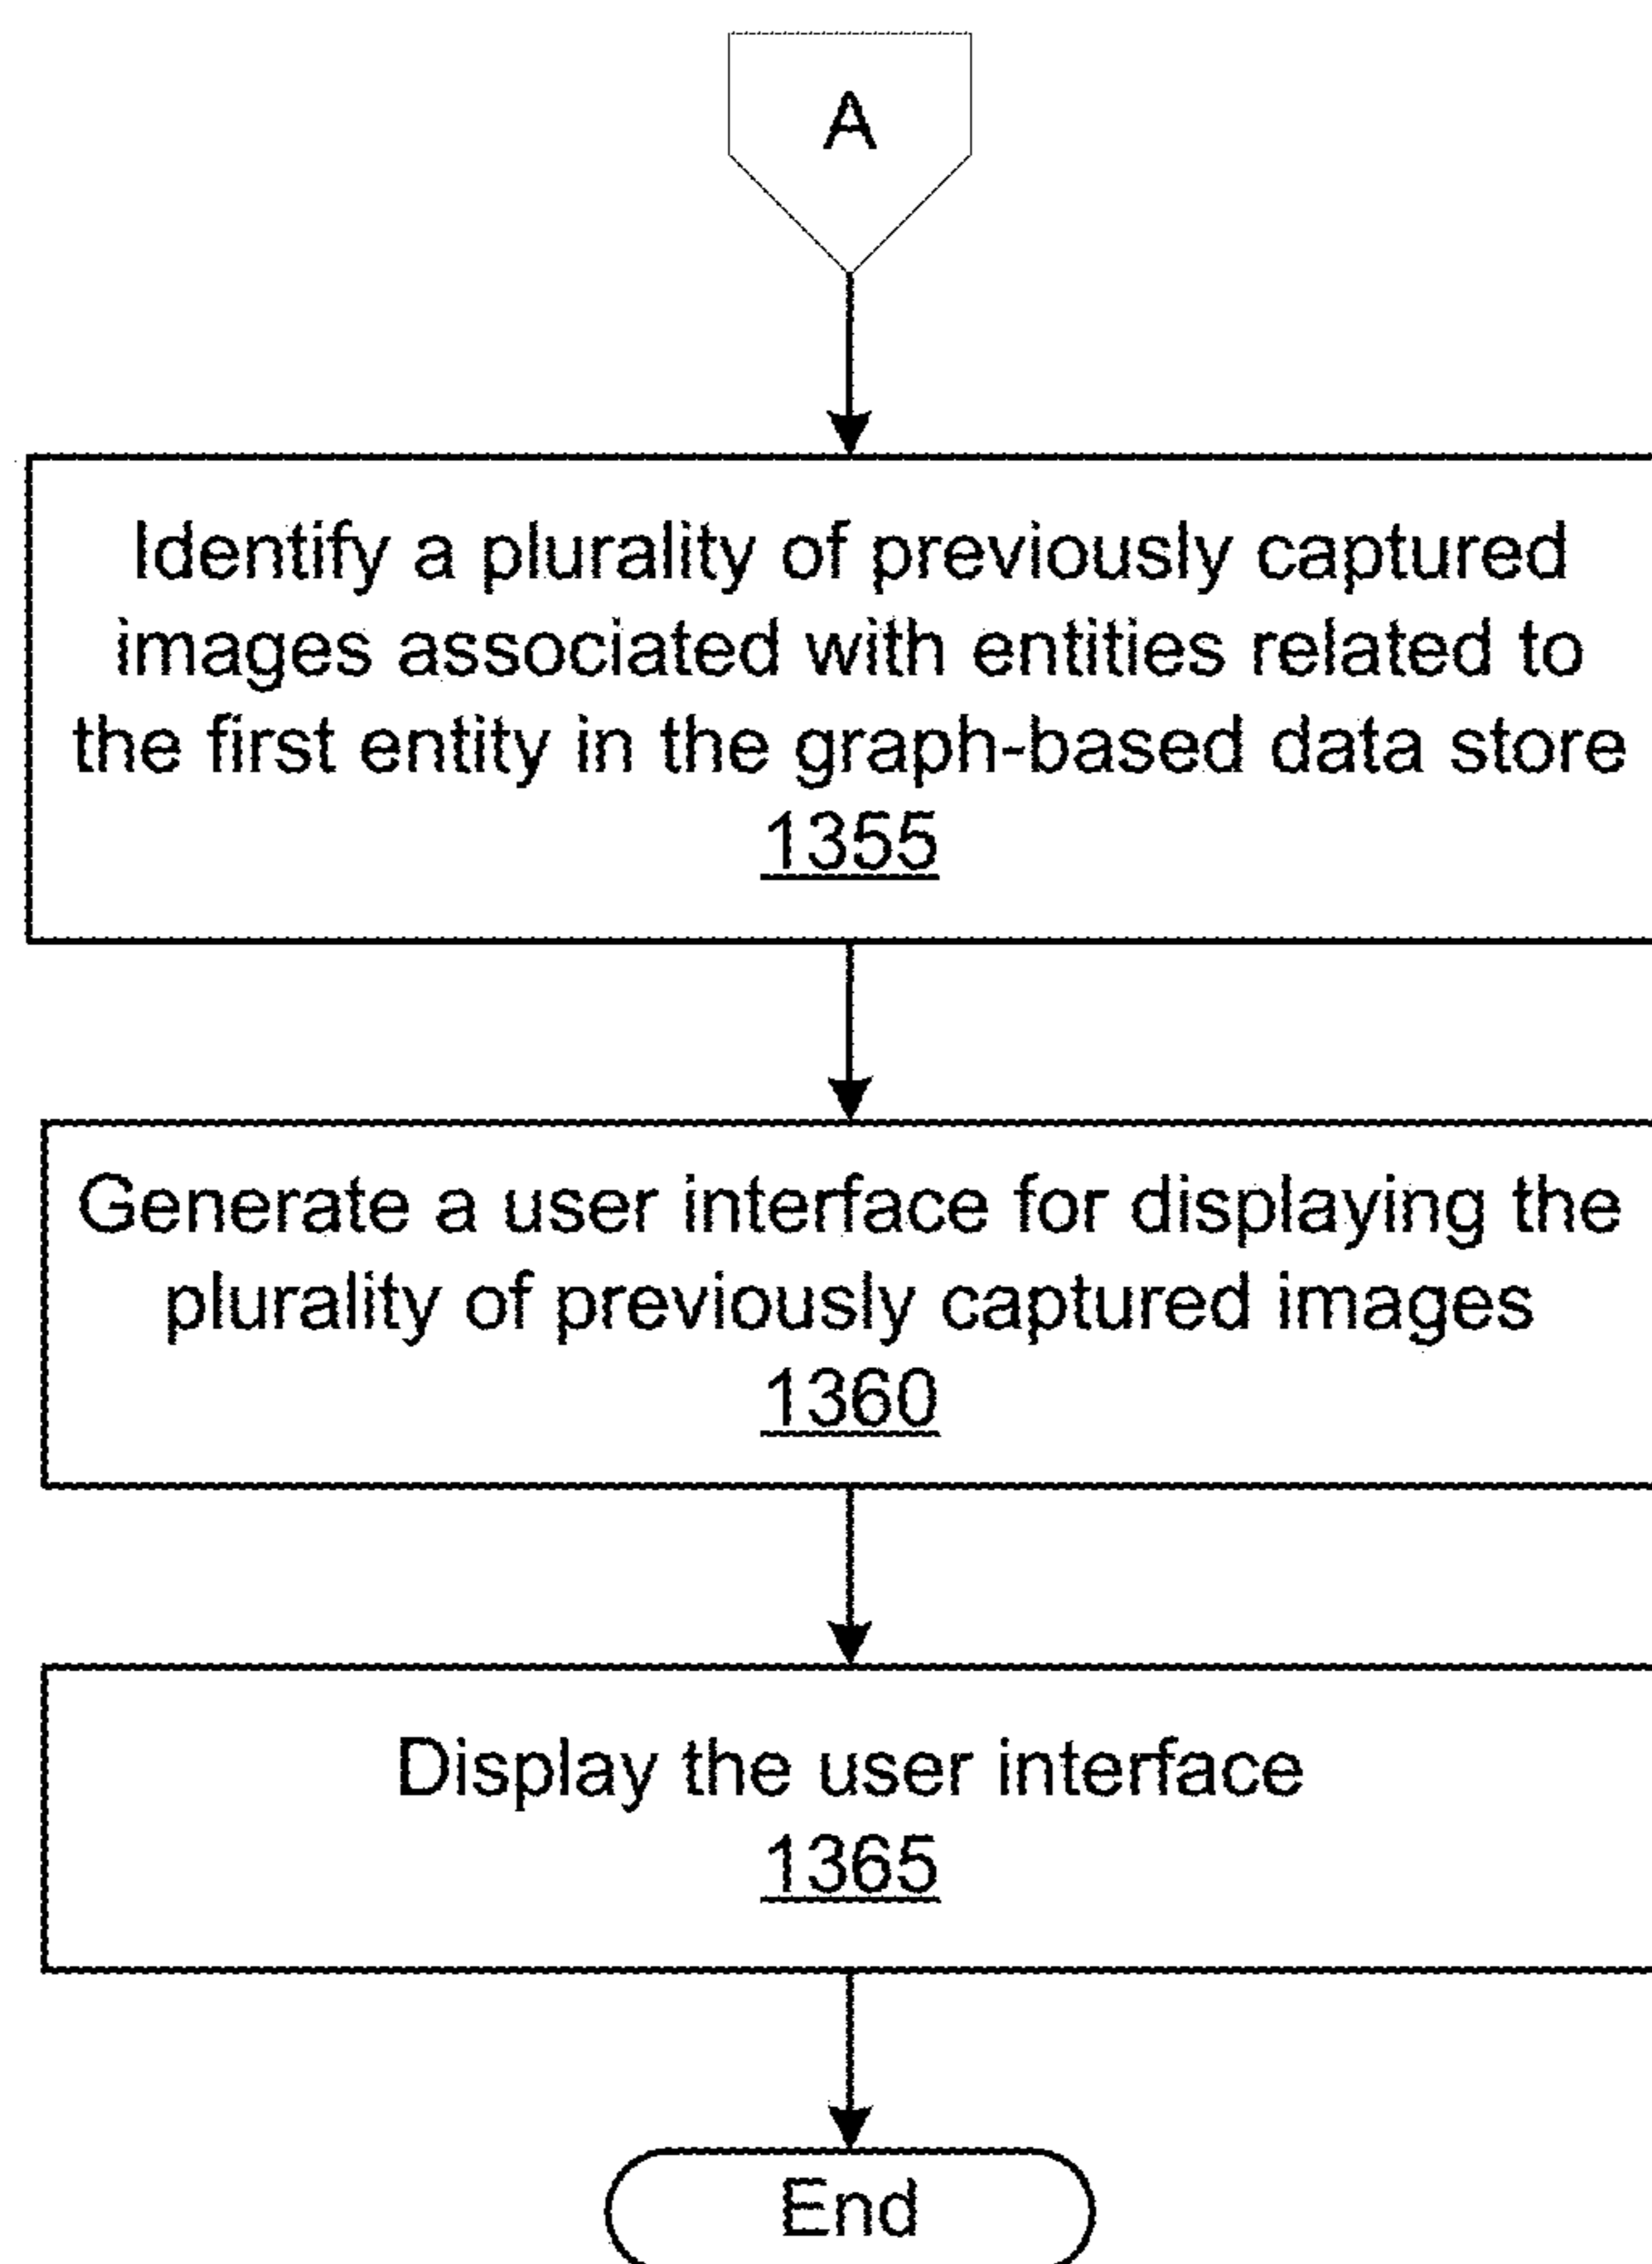 A
Identify a plurality of previously captured
images associated with entities related to
the first entity in the graph-based data store
1355
Generate a user interface for displaying the
plurality of previously captured images
1360
Display the user interface
1365
End